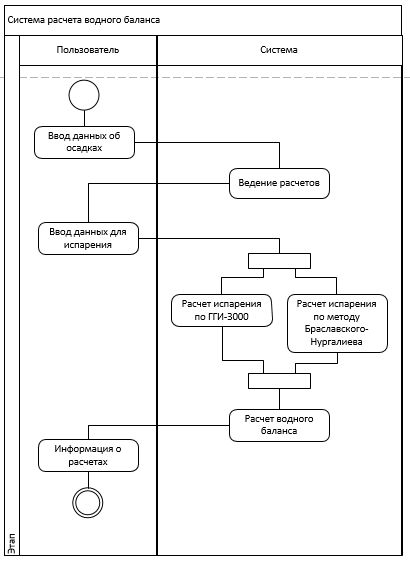 Система расчета водного баланса
Пользователь
Система
Ввод данных об
осадках
Ведение расчетов
Ввод данных для
испарения
Расчет испарения
по ГГИ-3000
Расчет испарения
по методу
Браславского-
Нургалиева
Расчет водного
баланса
Информация о
расчетах
Этап